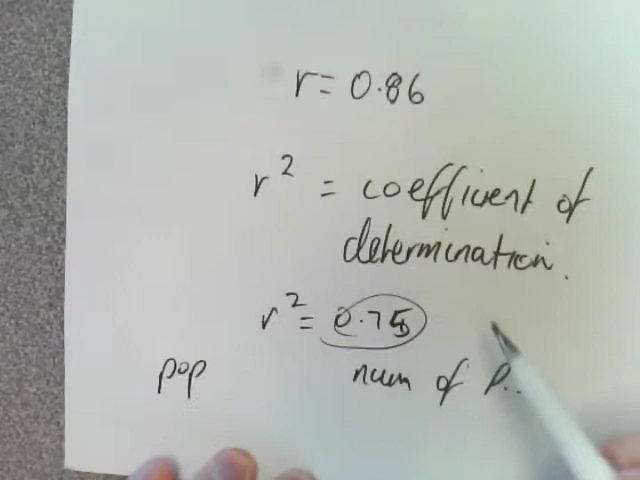 r = 0.86
r² = coefficient of
determination.
r² = 0.75
pop num of P..